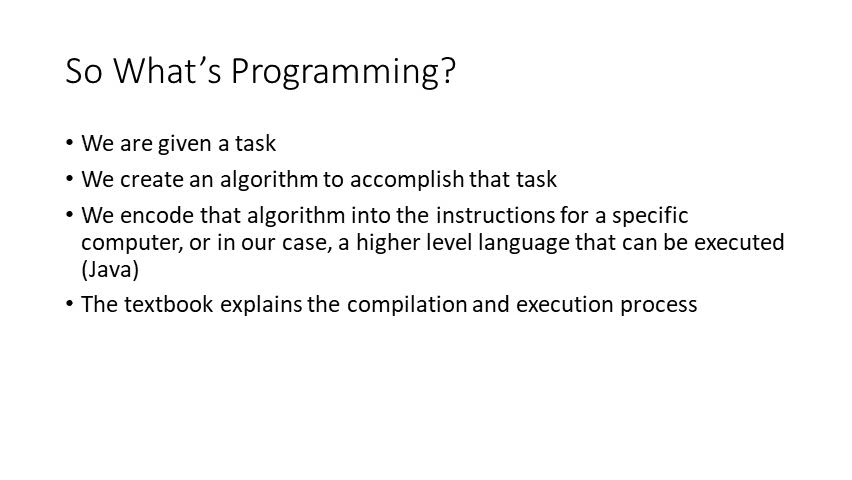 So What’s Programming?
• We are given a task
• We create an algorithm to accomplish that task
• We encode that algorithm into the instructions for a specific
computer, or in our case, a higher level language that can be executed
(Java)
• The textbook explains the compilation and execution process